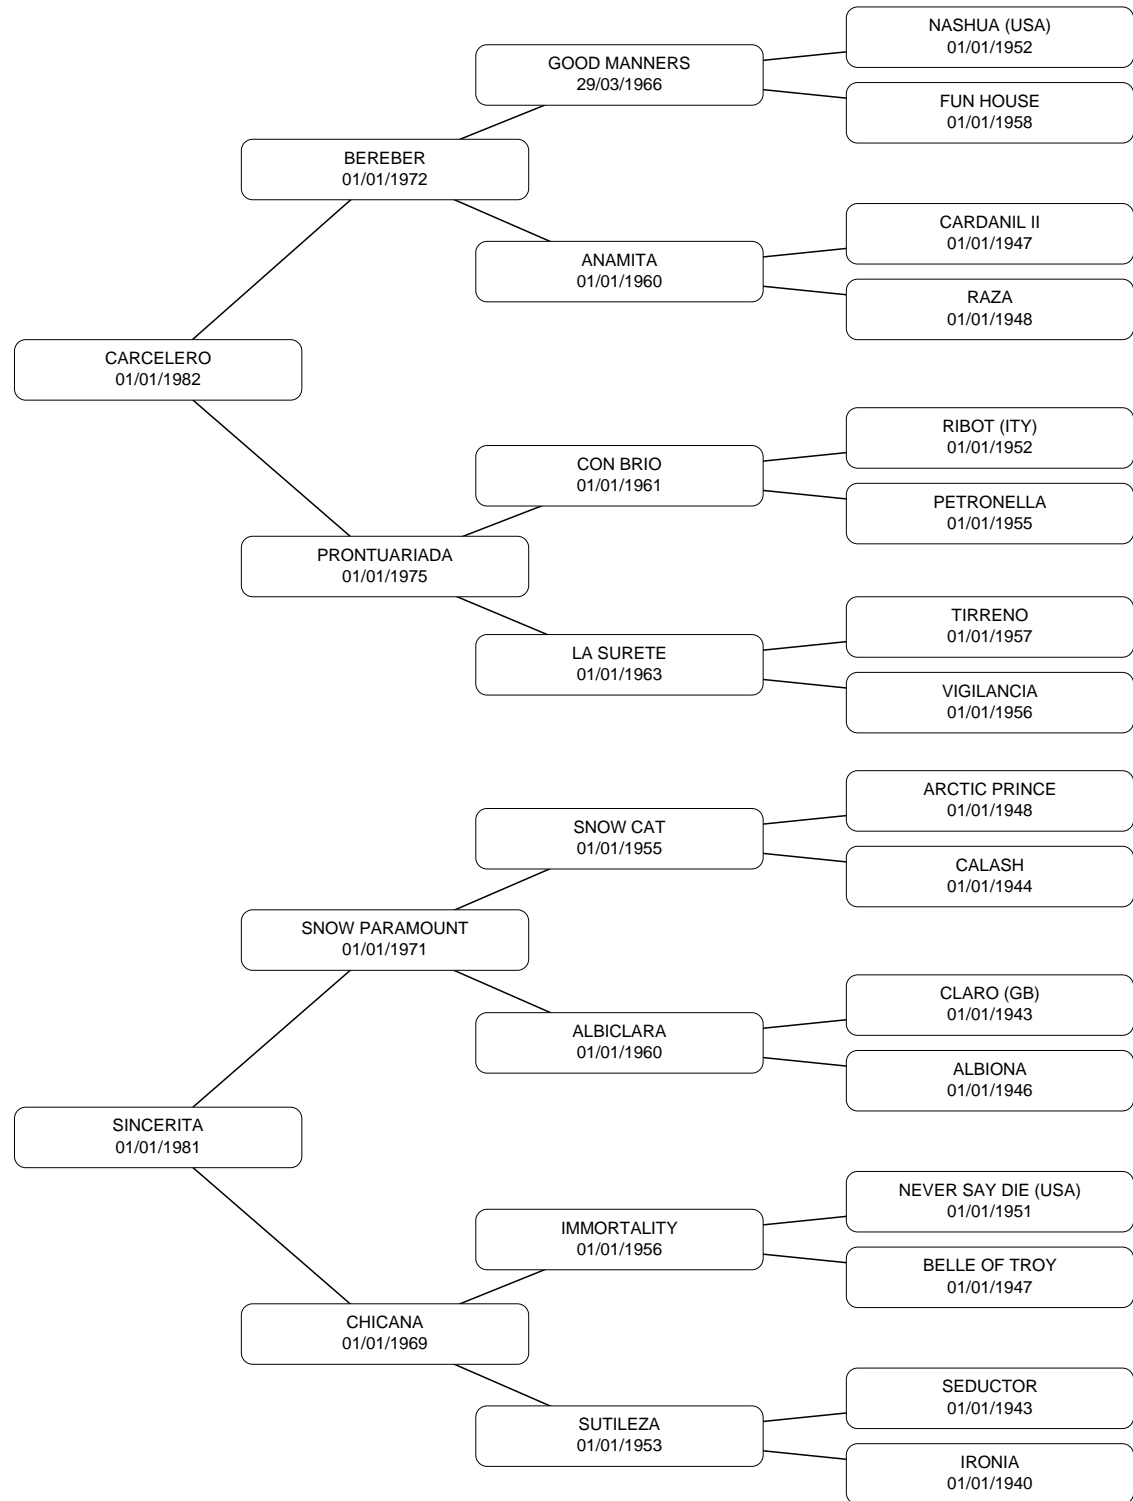 NASHUA (USA)
01/01/1952
GOOD MANNERS
29/03/1966
FUN HOUSE
01/01/1958
BEREBER
01/01/1972
CARDANIL II
01/01/1947
ANAMITA
01/01/1960
RAZA
01/01/1948
CARCELERO
01/01/1982
RIBOT (ITY)
01/01/1952
CON BRIO
01/01/1961
PETRONELLA
01/01/1955
PRONTUARIADA
01/01/1975
TIRRENO
01/01/1957
LA SURETE
01/01/1963
VIGILANCIA
01/01/1956
ARCTIC PRINCE
01/01/1948
SNOW CAT
01/01/1955
CALASH
01/01/1944
SNOW PARAMOUNT
01/01/1971
CLARO (GB)
01/01/1943
ALBICLARA
01/01/1960
ALBIONA
01/01/1946
SINCERITA
01/01/1981
NEVER SAY DIE (USA)
01/01/1951
IMMORTALITY
01/01/1956
BELLE OF TROY
01/01/1947
CHICANA
01/01/1969
SEDUCTOR
01/01/1943
SUTILEZA
01/01/1953
IRONIA
01/01/1940